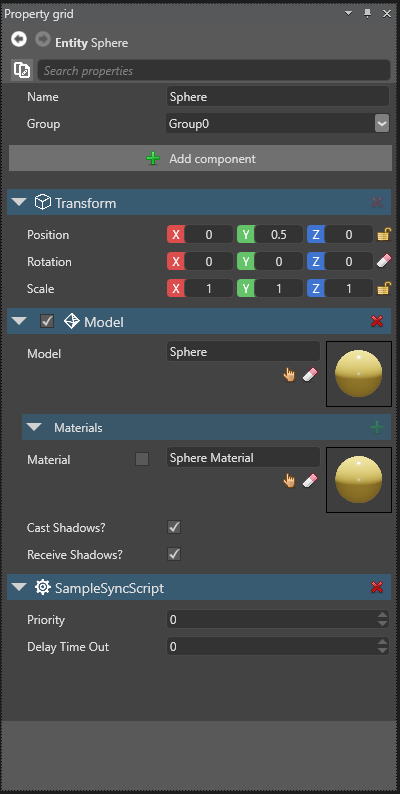 Property grid
Entity Sphere
Search properties
Name Sphere
Group Group0
Add component
Transform
Position X 0 Y 0.5 Z 0
Rotation X 0 Y 0 Z 0
Scale X 1 Y 1 Z 1
Model
Model Sphere
Materials
Material Sphere Material
Cast Shadows?
Receive Shadows?
SampleSyncScript
Priority 0
Delay Time Out 0